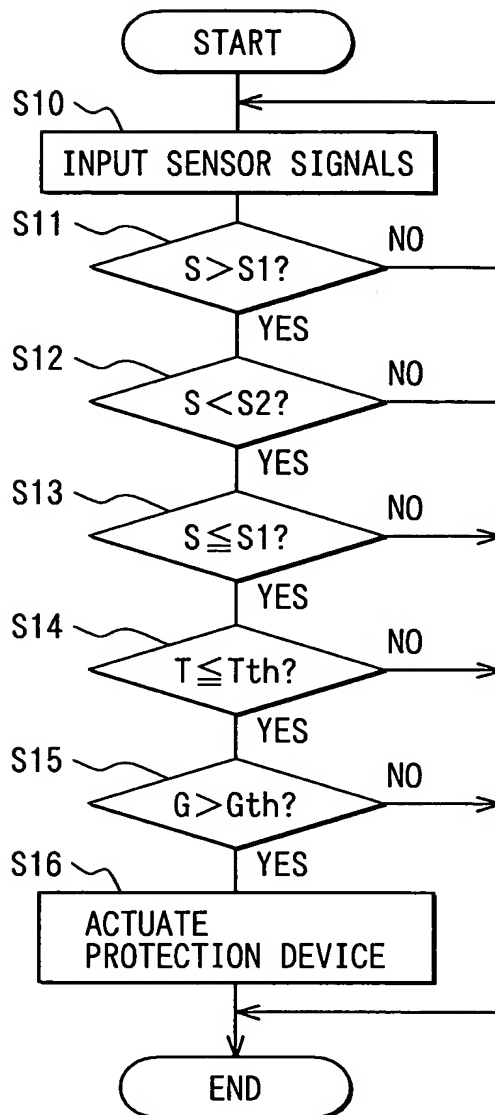 START
S10
INPUT SENSOR SIGNALS
S11
S>S1?
NO
YES
S12
S<S2?
NO
YES
S13
S≦S1?
NO
YES
S14
T≦Tth?
NO
YES
S15
G>Gth?
NO
YES
S16
ACTUATE
PROTECTION DEVICE
END